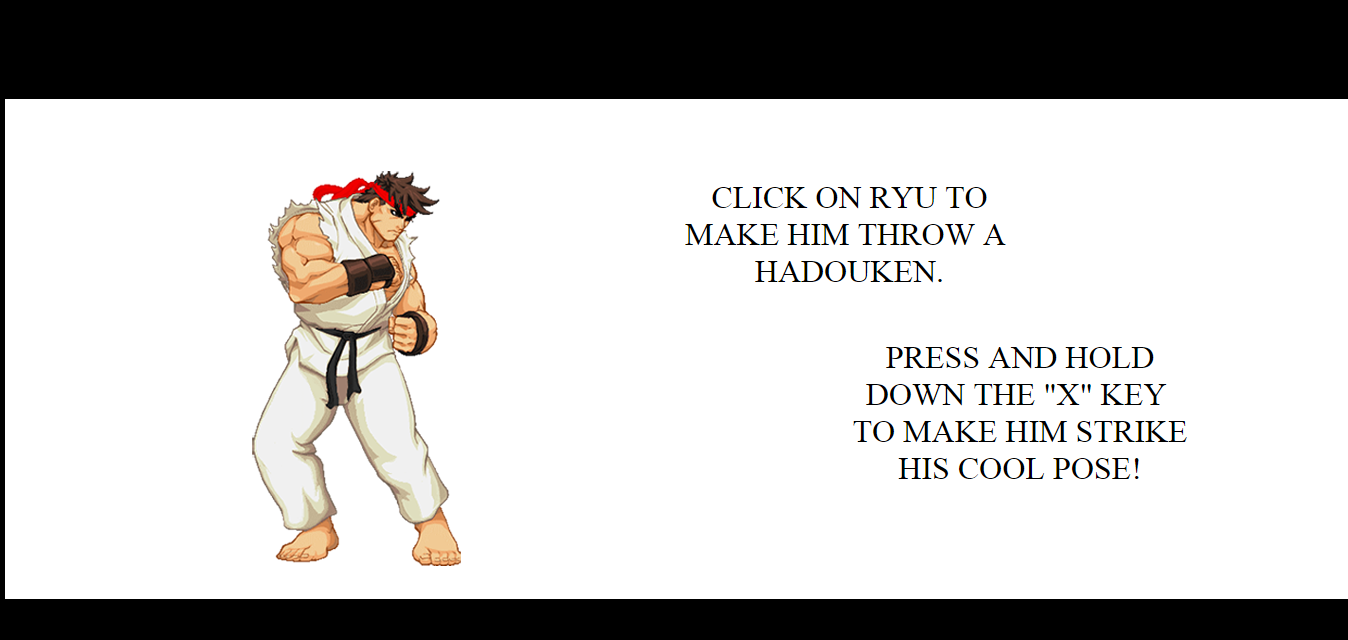 CLICK ON RYU TO
MAKE HIM THROW A
HADOUKEN.
PRESS AND HOLD
DOWN THE "X" KEY
TO MAKE HIM STRIKE
HIS COOL POSE!